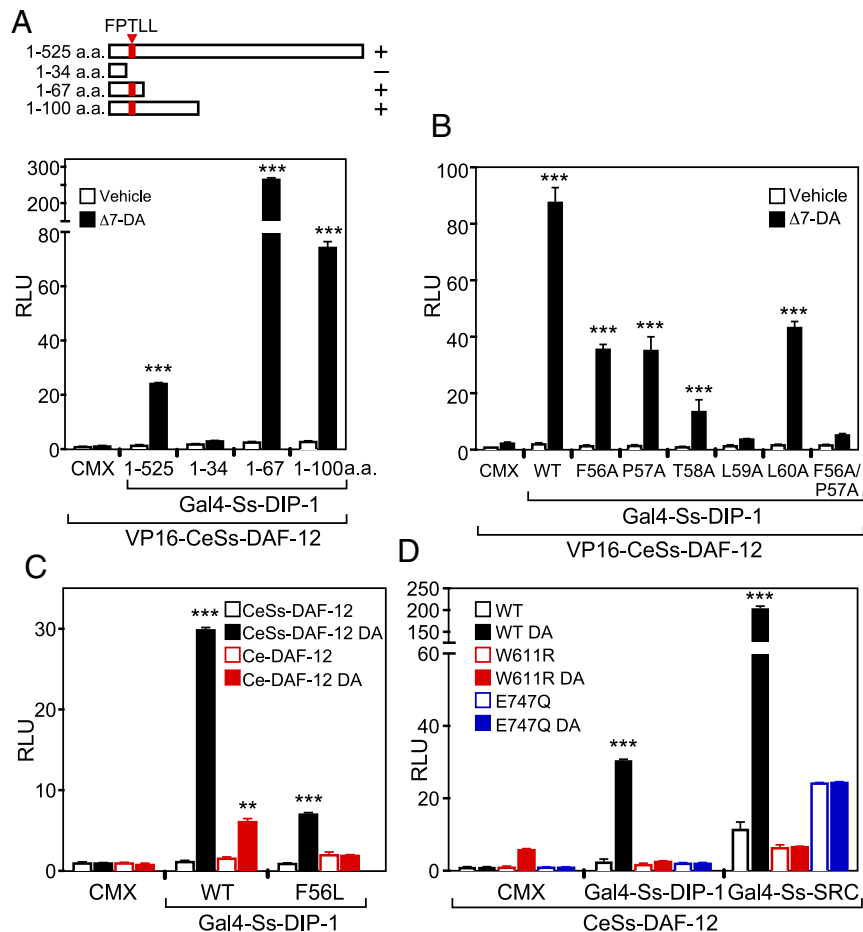 A
FPTLL
1-525 a.a. +
1-34 a.a. −
1-67 a.a. +
1-100 a.a. +
300
250
200
80
60
40
20
0
RLU
Vehicle
Δ7-DA
***
***
***
CMX 1-525 1-34 1-67 1-100a.a.
Gal4-Ss-DIP-1
VP16-CeSs-DAF-12
B
100
80
60
40
20
0
RLU
Vehicle
Δ7-DA
***
***
***
***
***
CMX WT F56A P57A T58A L59A L60A F56A/
P57A
Gal4-Ss-DIP-1
VP16-CeSs-DAF-12
C
30
20
10
0
RLU
CeSs-DAF-12
CeSs-DAF-12 DA
Ce-DAF-12
Ce-DAF-12 DA
***
**
***
CMX WT F56L
Gal4-Ss-DIP-1
D
250
200
150
60
40
20
0
RLU
WT
WT DA
W611R
W611R DA
E747Q
E747Q DA
***
***
CMX Gal4-Ss-DIP-1 Gal4-Ss-SRC
CeSs-DAF-12